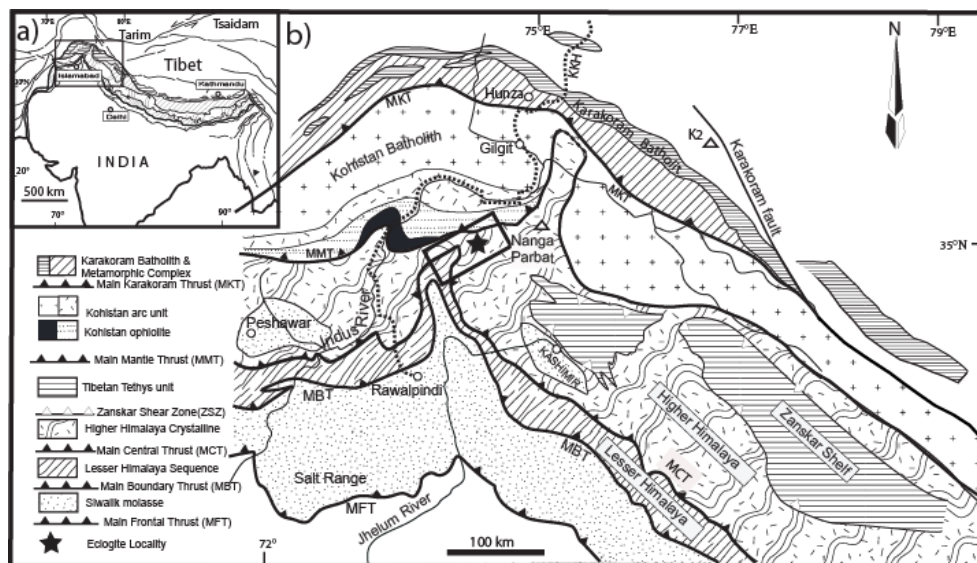 a)
70°E
80°E
Tarim
Tsaidam
Tibet
Islamabad
Kathmandu
Delhi
INDIA
20°
500 km
70°
90°
b)
75°E
77°E
79°E
N
KKH
Hunza
MKT
Karakoram Batholit
K2
Karakoram fault
Kohistan Batholith
Gilgit
MKT
35°N
MMT
Nanga
Parbat
Indus River
Peshawar
KASHMIR
Rawalpindi
MBT
Higher Himalaya
Zanskar Shelf
Lesser Himalaya
MCT
MBT
Salt Range
MFT
Jhelum River
72°
100 km
Karakoram Batholith &
Metamorphic Complex
Main Karakoram Thrust (MKT)
Kohistan arc unit
Kohistan ophiolite
Main Mantle Thrust (MMT)
Tibetan Tethys unit
Zanskar Shear Zone(ZSZ)
Higher Himalaya Crystalline
Main Central Thrust (MCT)
Lesser Himalaya Sequence
Main Boundary Thrust (MBT)
Siwalik molasse
Main Frontal Thrust (MFT)
Eclogite Locality